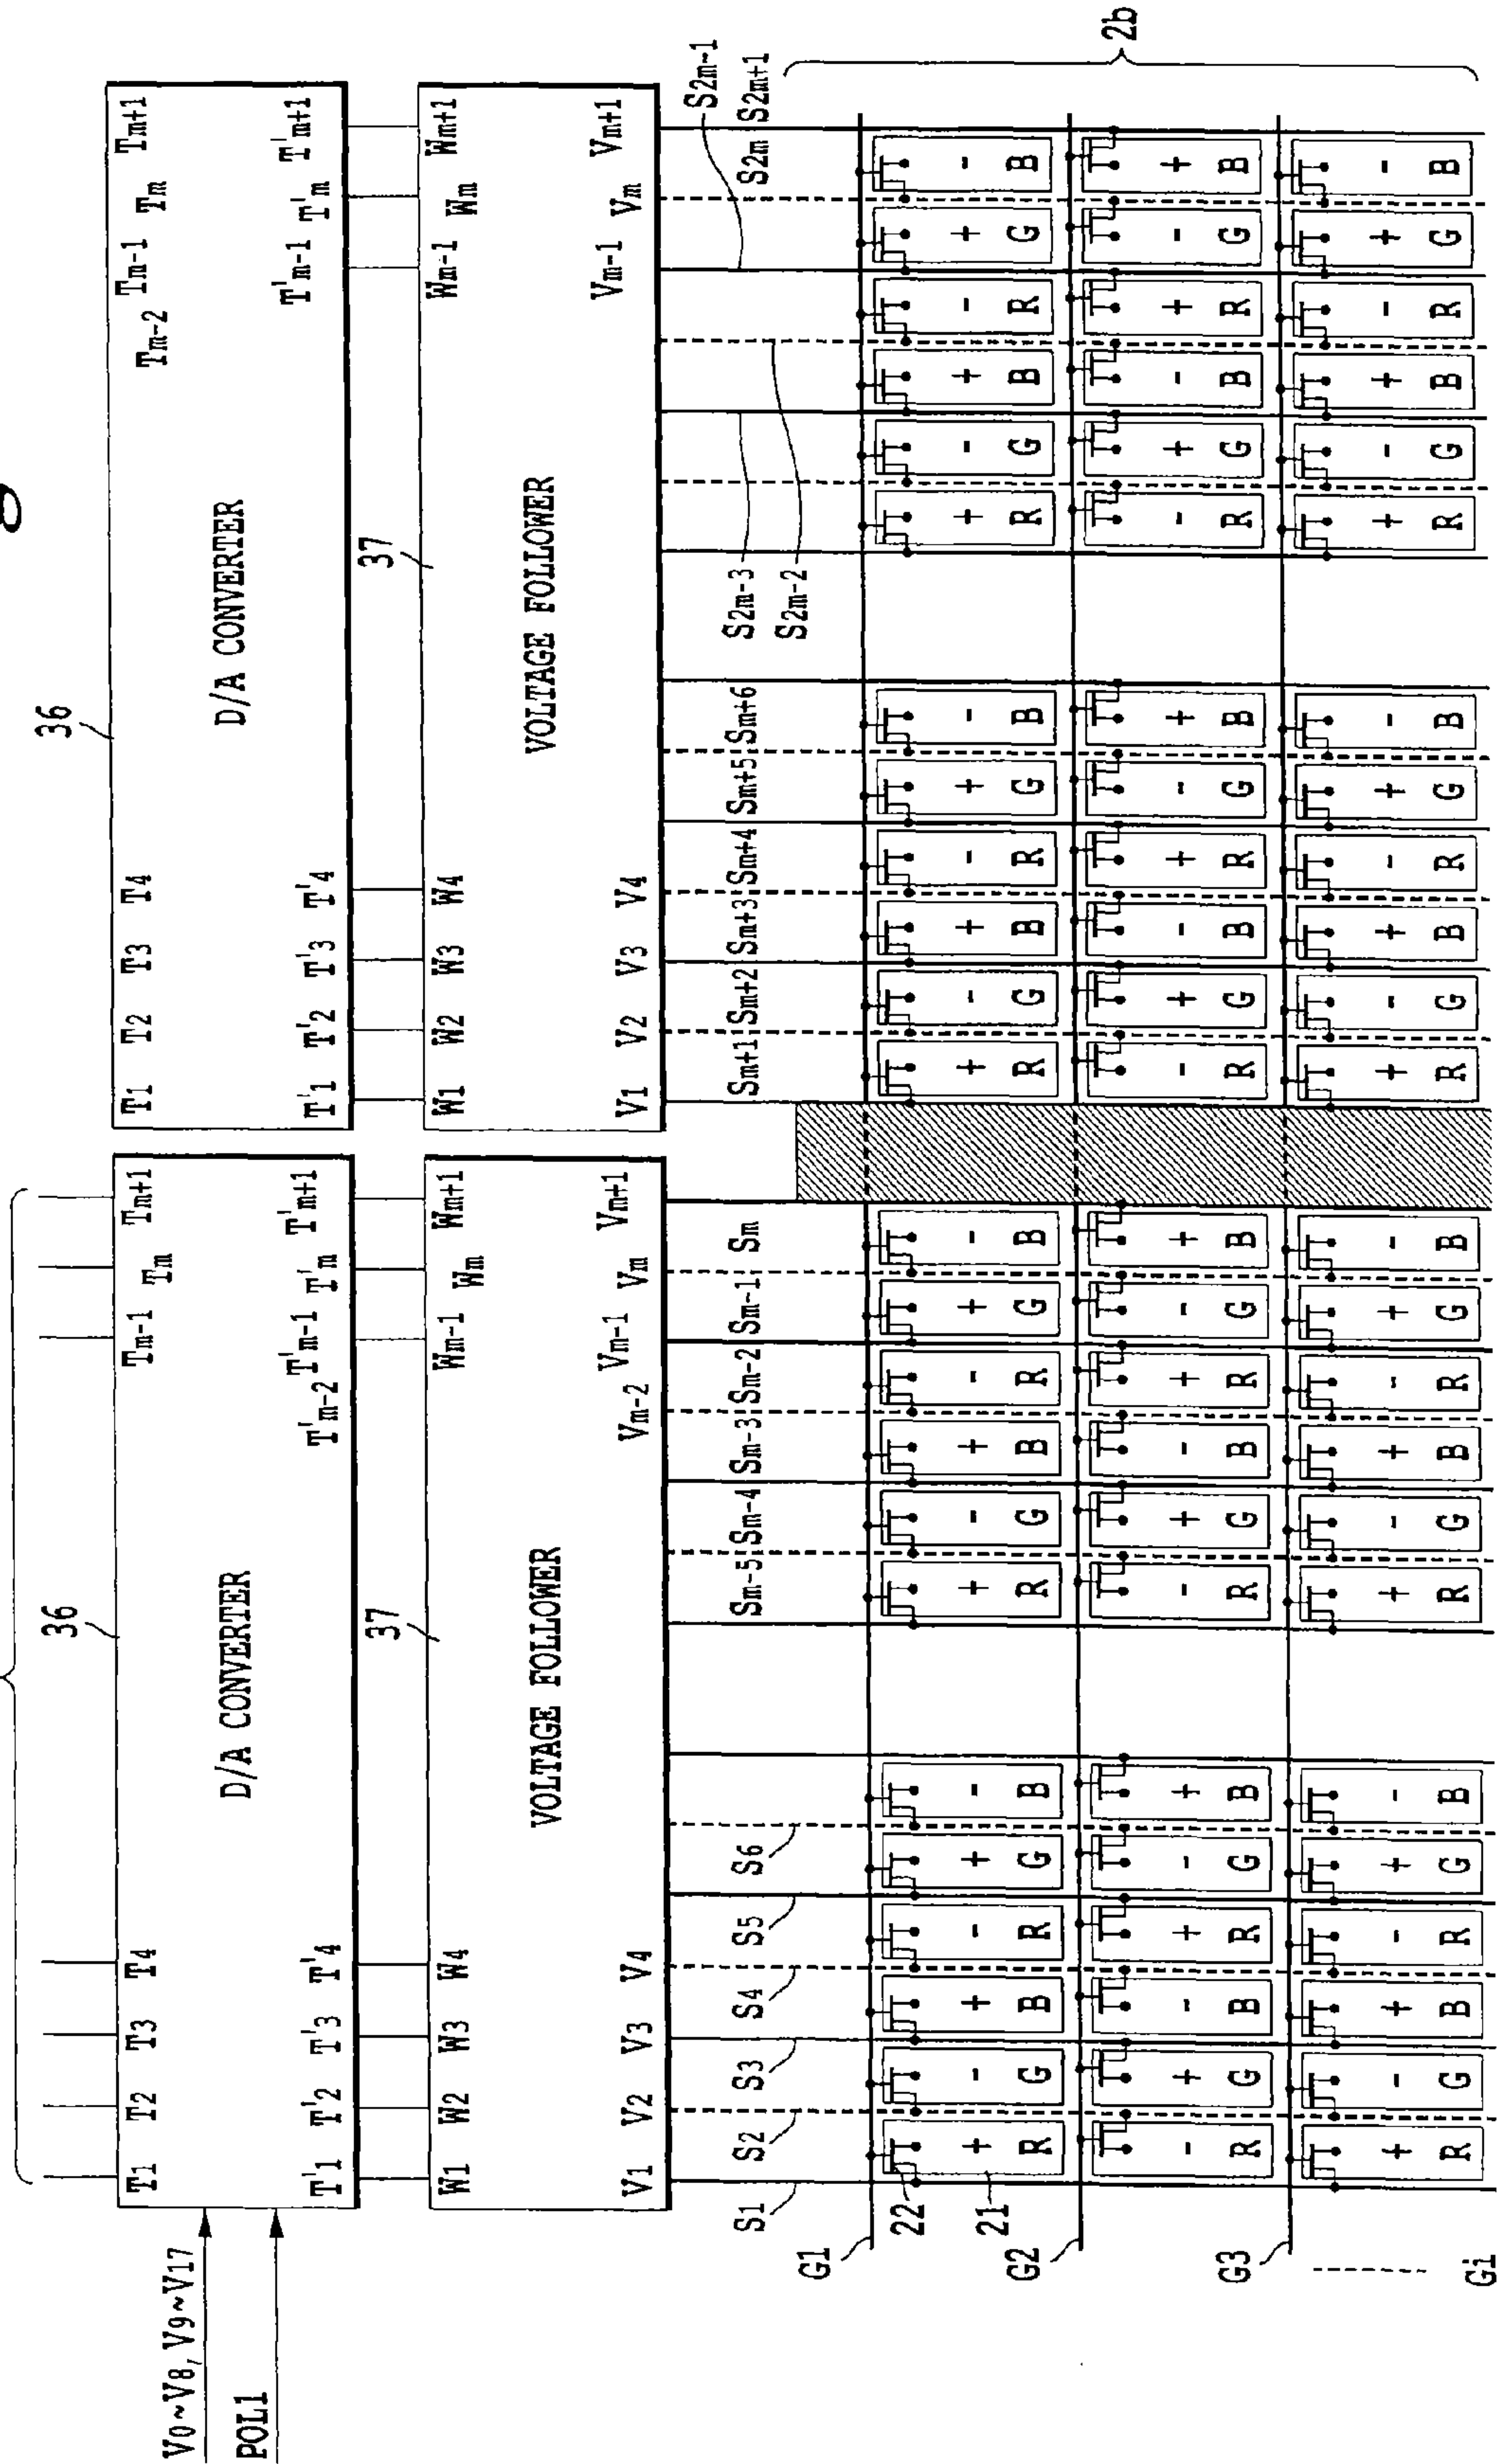 36 36
T1 T2 T3 T4 Tm-1 Tm Tm+1 T1 T2 T3 T4 Tm-2 Tm-1 Tm Tm+1
V0~V8, V9~V17
D/A CONVERTER D/A CONVERTER
POL1
T'1 T'2 T'3 T'4 T'm-2 T'm-1 T'm T'm+1 T'1 T'2 T'3 T'4 T'm-1 T'm T'm+1
37 37
W1 W2 W3 W4 Wm-1 Wm Wm+1 W1 W2 W3 W4 Wm-1 Wm Wm+1
VOLTAGE FOLLOWER VOLTAGE FOLLOWER
V1 V2 V3 V4 Vm-2 Vm-1 Vm Vm+1 V1 V2 V3 V4 Vm-1 Vm Vm+1
S1 S2 S3 S4 S5 S6 Sm-5 Sm-4 Sm-3 Sm-2 Sm-1 Sm Sm+1 Sm+2 Sm+3 Sm+4 Sm+5 Sm+6 S2m-3 S2m-2 S2m-1 S2m S2m+1
G1
22
+ - + - + - + - + - + - + - + - + - + - + - + -
21
R G B R G B R G B R G B R G B R G B R G B R G B
G2
- + - + - + - + - + - + - + - + - + - + - + - +
R G B R G B R G B R G B R G B R G B R G B R G B
2b
G3
+ - + - + - + - + - + - + - + - + - + - + - + -
R G B R G B R G B R G B R G B R G B R G B R G B
Gi